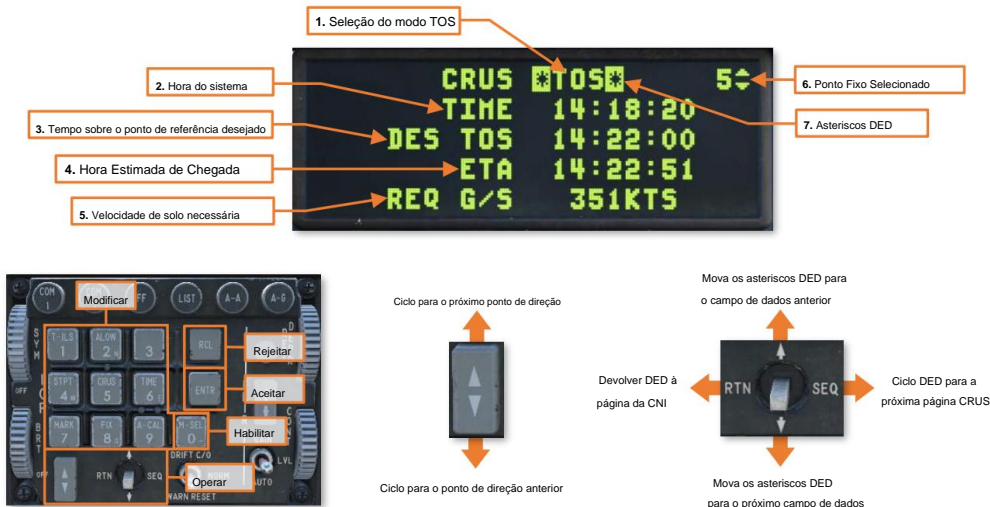 1. Seleção do modo TOS
2. Hora do sistema
3. Tempo sobre o ponto de referência desejado
4. Hora Estimada de Chegada
5. Velocidade de solo necessária
CRUS *TOS* 5
TIME 14:18:20
DES TOS 14:22:00
ETA 14:22:51
REQ G/S 351KTS
6. Ponto Fixo Selecionado
7. Asteriscos DED
COM 1
LIST
A-A
A-G
Modificar
T-ILS 1
ALOW 2 N
3
RCL
Rejeitar
SYM
STPT 4 W
CRUS 5
TIME 6 E
ENTR
Aceitar
OFF
MARK 7
FIX 8 S
A-CAL 9
M-SEL 0
Habilitar
BRT
DRIFT C/O
RTN
SEQ
Operar
LVL
AUTO
WARN RESET
Ciclo para o próximo ponto de direção
Ciclo para o ponto de direção anterior
Mova os asteriscos DED para
o campo de dados anterior
Devolver DED à
página da CNI
RTN
SEQ
Ciclo DED para a
próxima página CRUS
Mova os asteriscos DED
para o próximo campo de dados